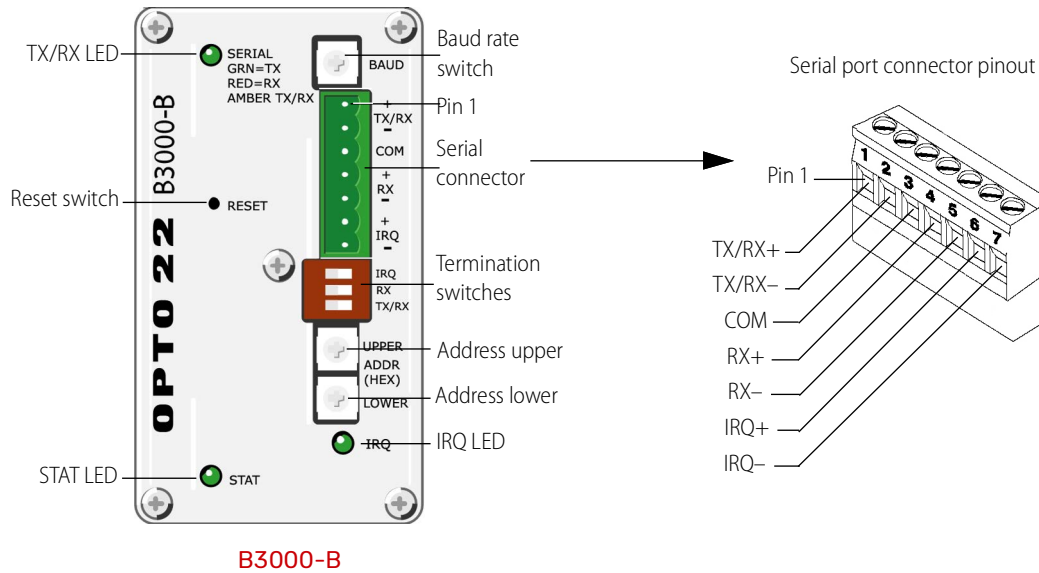 TX/RX LED
SERIAL
GRN=TX
RED=RX
AMBER TX/RX
BAUD
Baud rate
switch
Pin 1
+
TX/RX
–
COM
+
RX
–
+
IRQ
–
Serial
connector
Reset switch
RESET
OPTO 22 B3000-B
IRQ
RX
TX/RX
Termination
switches
UPPER
ADDR
(HEX)
LOWER
Address upper
Address lower
IRQ
IRQ LED
STAT LED
STAT
B3000-B
Serial port connector pinout
Pin 1
1 2 3 4 5 6 7
TX/RX+
TX/RX–
COM
RX+
RX–
IRQ+
IRQ–